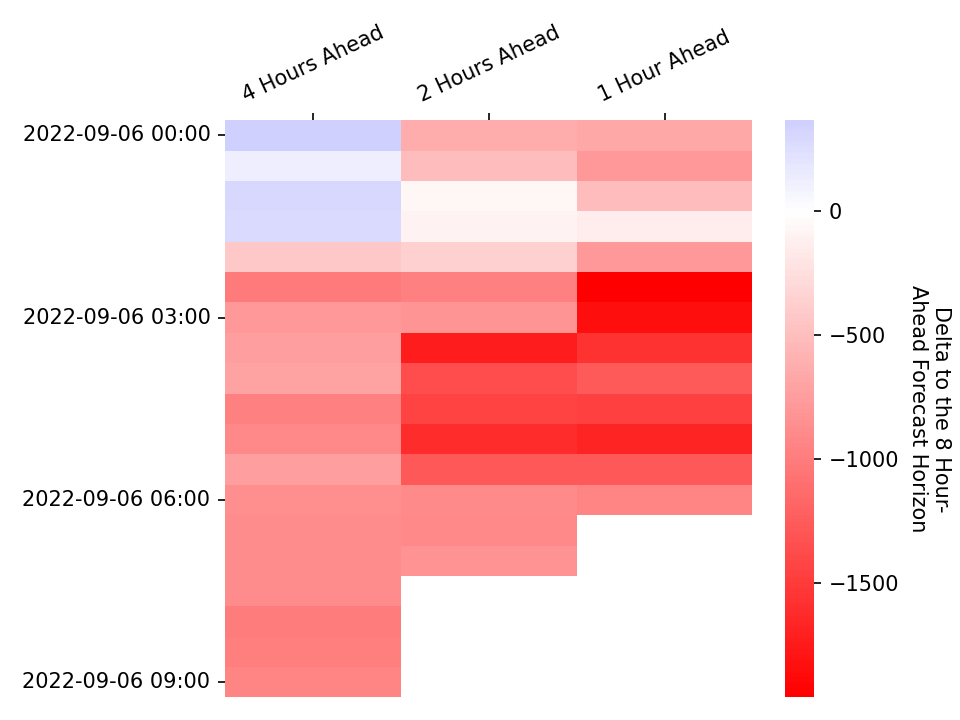 4 Hours Ahead
2 Hours Ahead
1 Hour Ahead
2022-09-06 00:00
2022-09-06 03:00
2022-09-06 06:00
2022-09-06 09:00
0
−500
−1000
−1500
Delta to the 8 Hour-
Ahead Forecast Horizon